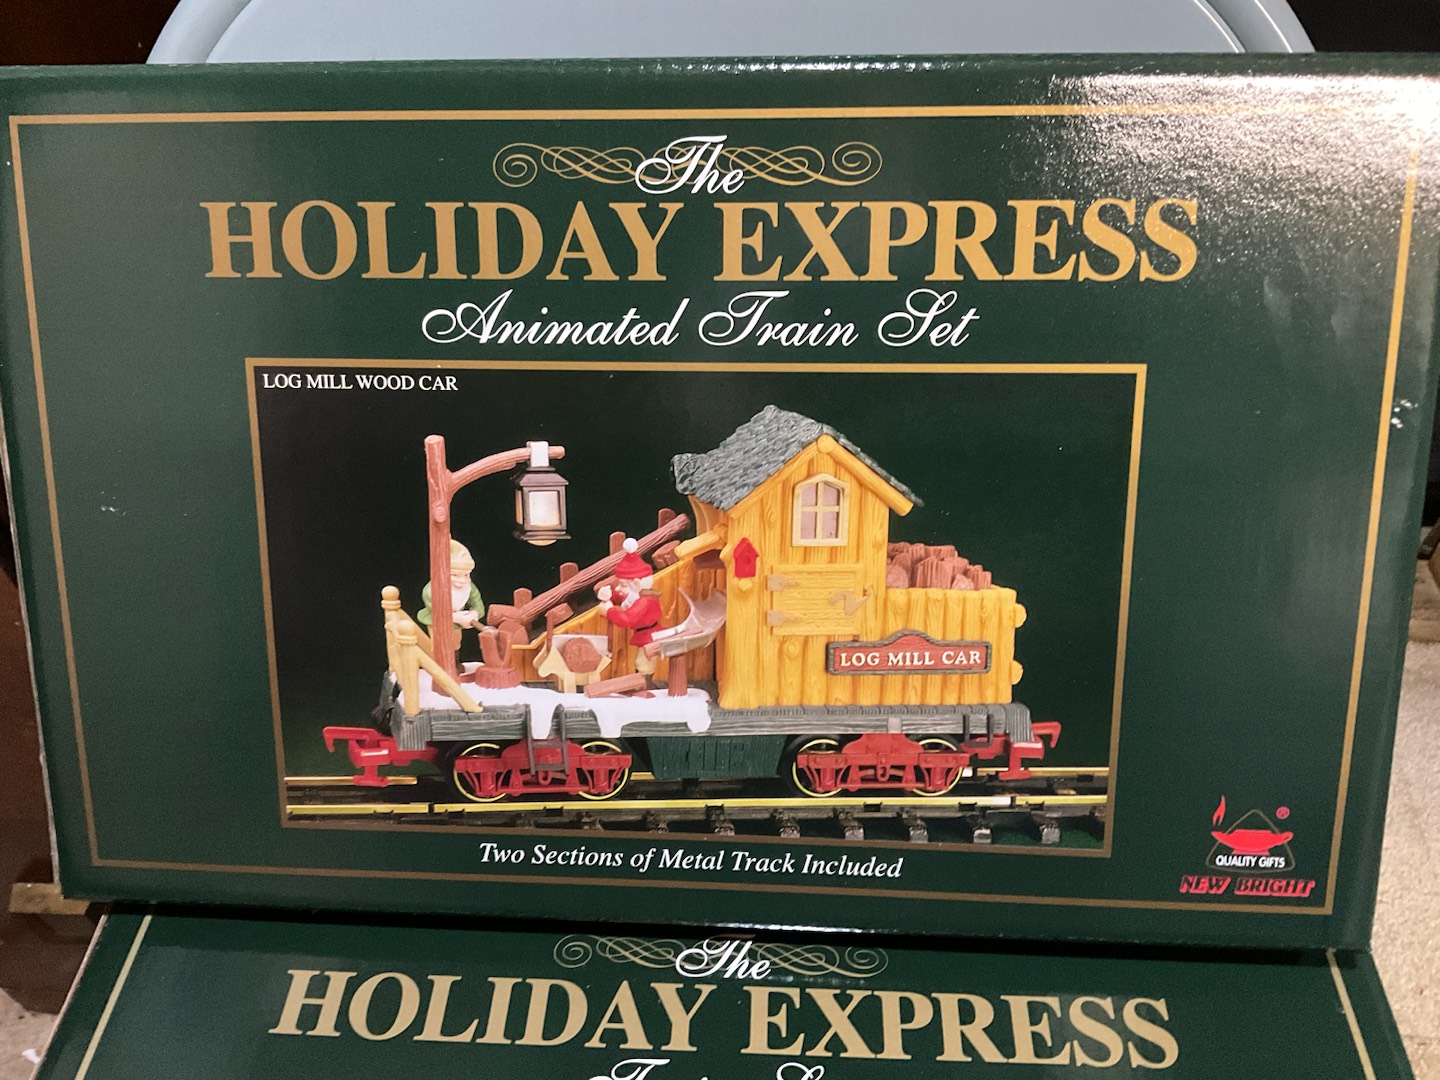 The
HOLIDAY EXPRESS
Animated Train Set
LOG MILL WOOD CAR
LOG MILL CAR
Two Sections of Metal Track Included
®
QUALITY GIFTS
NEW BRIGHT
The
HOLIDAY EXPRESS